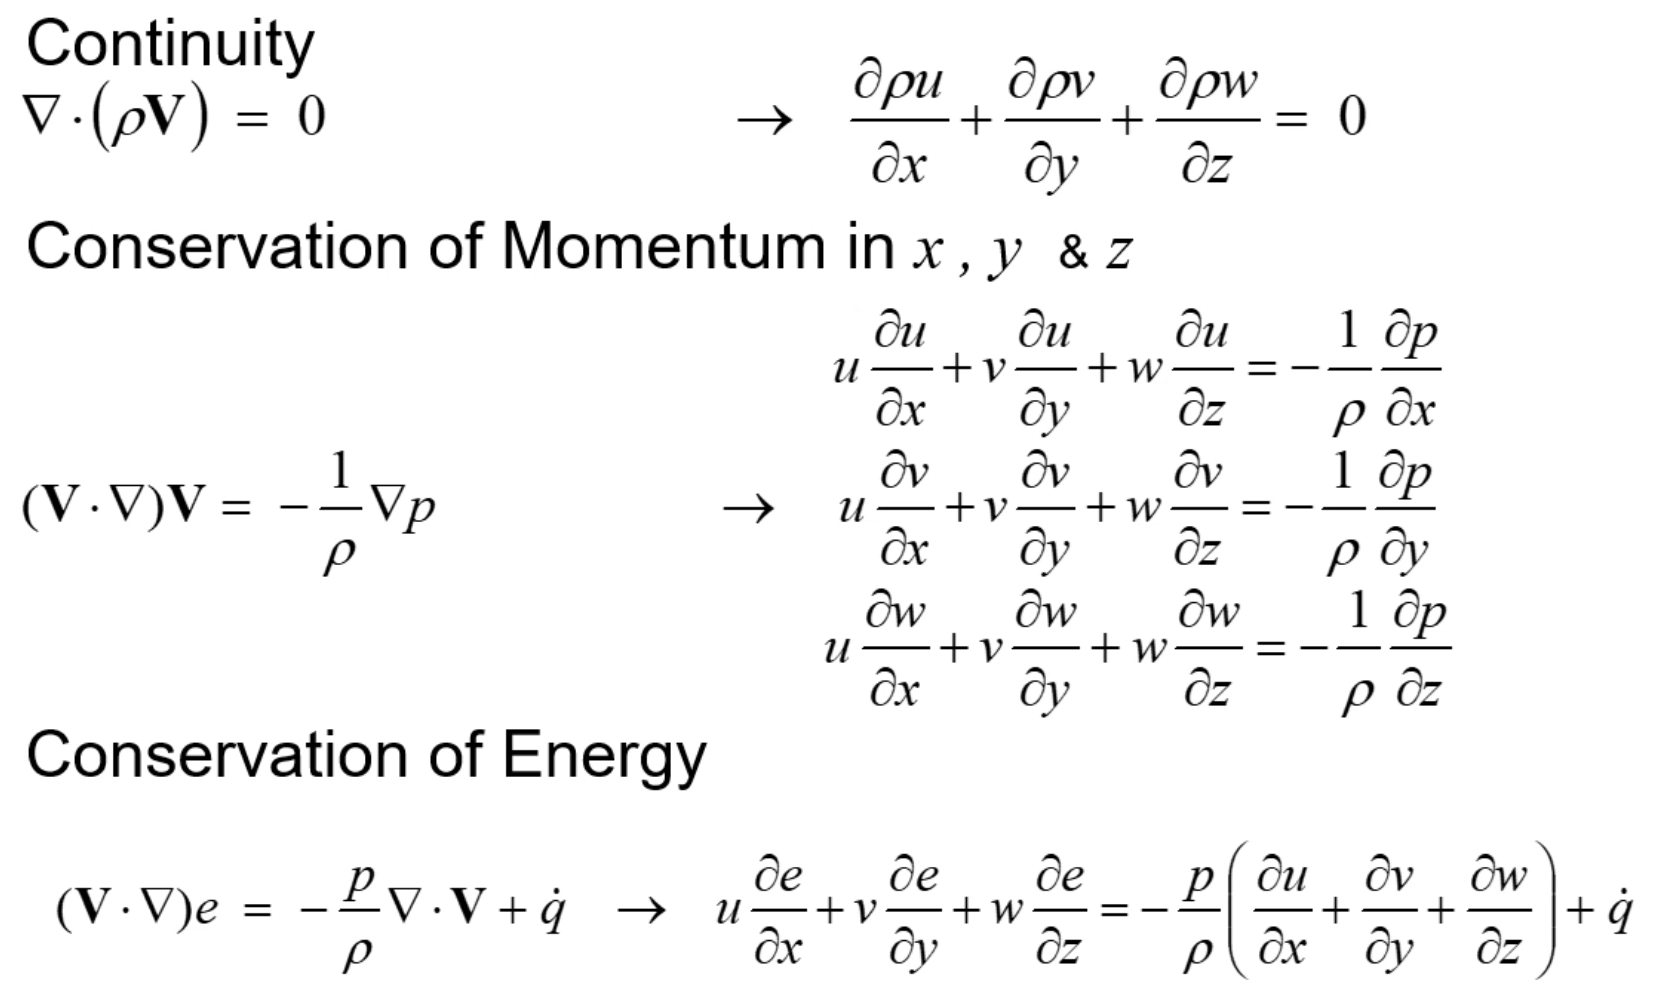 Continuity
∇·(ρV) = 0 → ∂ρu/∂x + ∂ρv/∂y + ∂ρw/∂z = 0
Conservation of Momentum in x , y & z
u ∂u/∂x + v ∂u/∂y + w ∂u/∂z = − 1/ρ ∂p/∂x
(V·∇)V = − 1/ρ ∇p → u ∂v/∂x + v ∂v/∂y + w ∂v/∂z = − 1/ρ ∂p/∂y
u ∂w/∂x + v ∂w/∂y + w ∂w/∂z = − 1/ρ ∂p/∂z
Conservation of Energy
(V·∇)e = − p/ρ ∇·V + q̇ → u ∂e/∂x + v ∂e/∂y + w ∂e/∂z = − p/ρ (∂u/∂x + ∂v/∂y + ∂w/∂z) + q̇